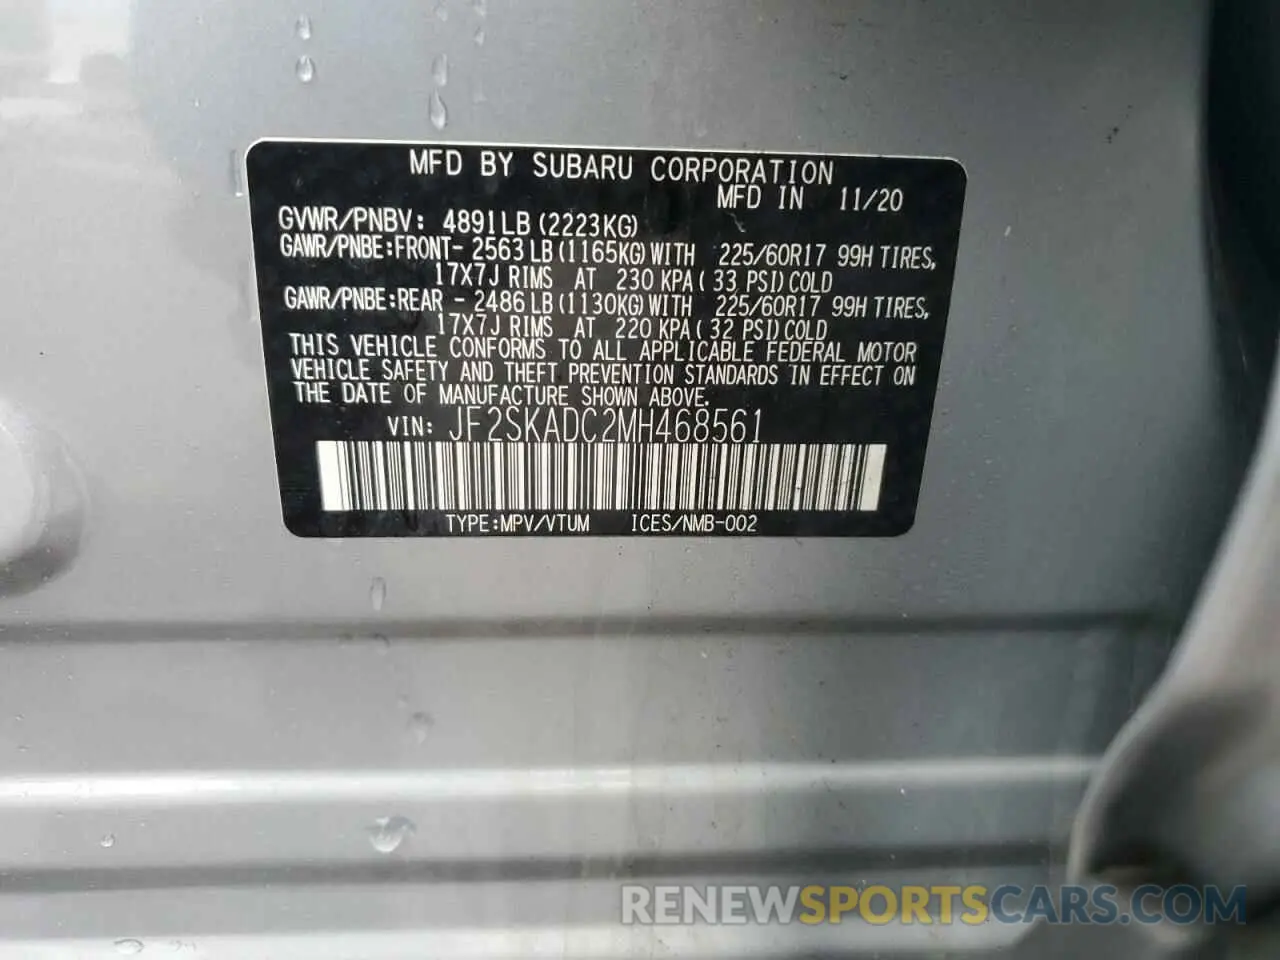 MFD BY SUBARU CORPORATION
MFD IN 11/20
GVWR/PNBV: 4891LB (2223KG)
GAWR/PNBE:FRONT- 2563LB (1165KG) WITH 225/60R17 99H TIRES,
17X7J RIMS AT 230 KPA ( 33 PSI) COLD
GAWR/PNBE:REAR - 2486LB (1130KG) WITH 225/60R17 99H TIRES,
17X7J RIMS AT 220 KPA ( 32 PSI) COLD
THIS VEHICLE CONFORMS TO ALL APPLICABLE FEDERAL MOTOR
VEHICLE SAFETY AND THEFT PREVENTION STANDARDS IN EFFECT ON
THE DATE OF MANUFACTURE SHOWN ABOVE.
VIN: JF2SKADC2MH468561
TYPE:MPV/VTUM ICES/NMB-002
RENEWSPORTSCARS.COM